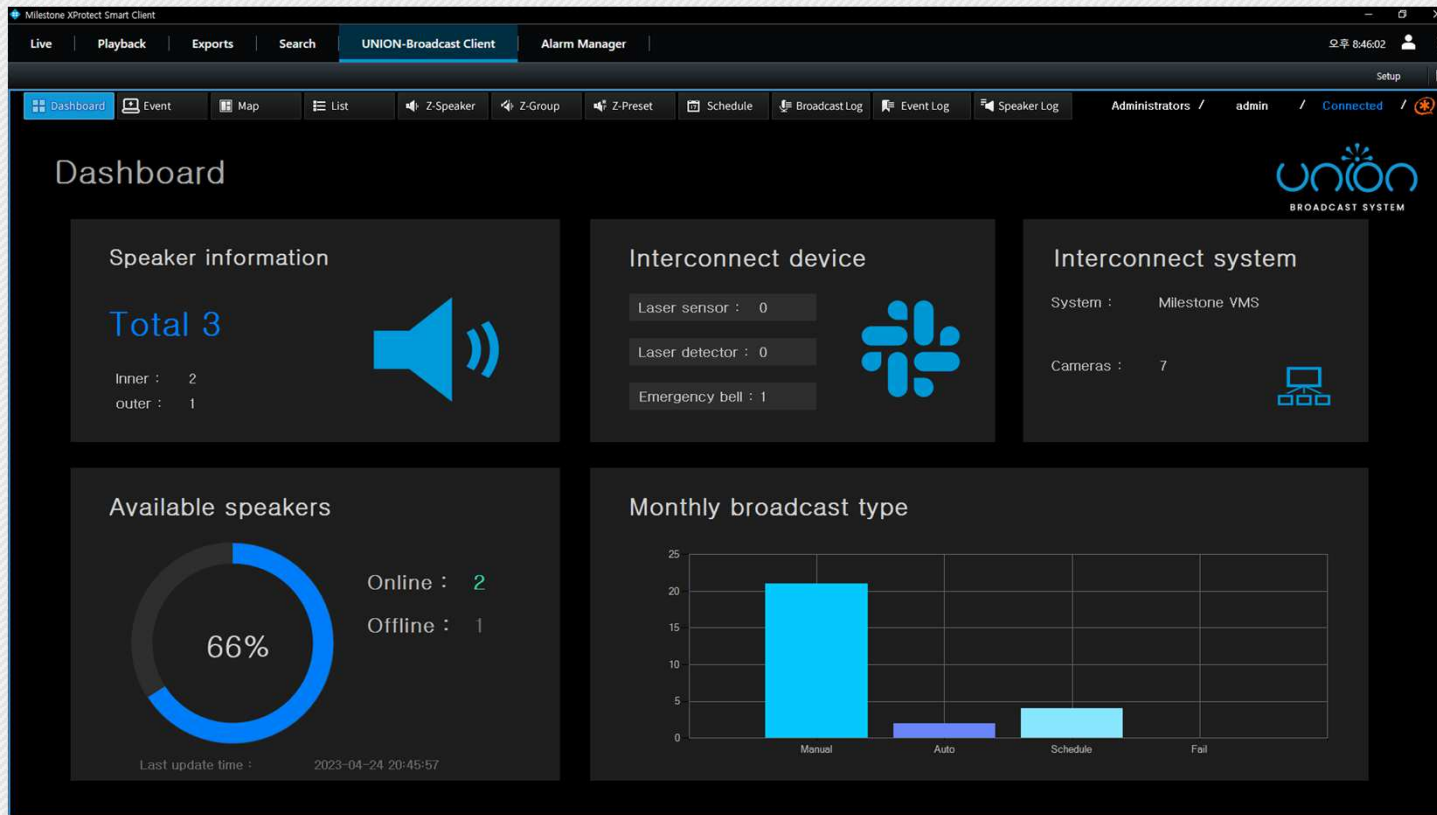 Milestone XProtect Smart Client
Live Playback Exports Search UNION-Broadcast Client Alarm Manager 오후 8:46:02
Setup
Dashboard Event Map List Z-Speaker Z-Group Z-Preset Schedule Broadcast Log Event Log Speaker Log Administrators / admin / Connected /
Dashboard
union
BROADCAST SYSTEM
Speaker information
Total 3
Inner : 2
outer : 1
Interconnect device
Laser sensor : 0
Laser detector : 0
Emergency bell : 1
Interconnect system
System : Milestone VMS
Cameras : 7
Available speakers
66%
Online : 2
Offline : 1
Last update time : 2023-04-24 20:45:57
Monthly broadcast type
25
20
15
10
5
0
Manual Auto Schedule Fail